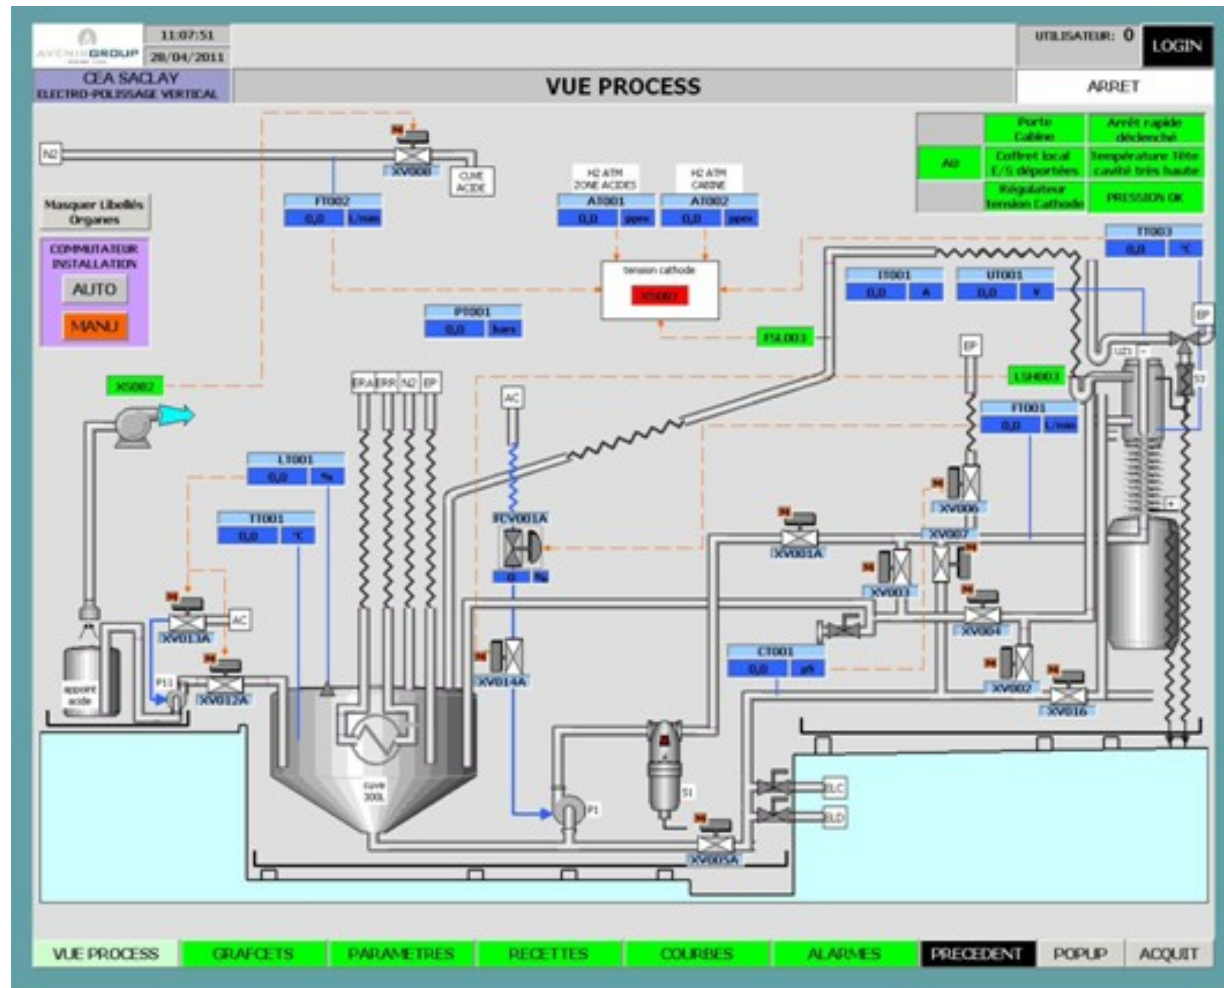 AVENIS GROUP
11:07:51
28/04/2011
UTILISATEUR: 0
LOGIN
CEA SACLAY
ELECTRO-POLISSAGE VERTICAL
VUE PROCESS
ARRET
Porte
Cabine
Arrêt rapide
déclenché
AU
Coffret local
E/S déportées
Température Tête
cavité très haute
Régulateur
tension Cathode
PRESSION OK
N2
XV008
CUVE
ACIDE
H2 ATM
ZONE ACIDES
H2 ATM
CABINE
Masquer Libellés
Organes
FT002
0,0 L/min
AT001
0,0 ppm
AT002
0,0 ppm
TT003
0,0 °C
COMMUTATEUR
INSTALLATION
AUTO
MANU
tension cathode
XS007
IT001
0,0 A
UT001
0,0 V
PT001
0,0 bars
EP
FSL003
EP
UZ1
-
XS002
ERA
ERR
N2
EP
AC
LSH003
S3
FT001
0,0 L/min
LT001
0,0 %
M
XV006
+
TT001
0,0 °C
FCV001A
0 %
M
XV001A
XV007
M
M
XV003
M
XV013A
AC
M
XV004
M
XV012A
P11
appoint
acide
M
XV014A
CT001
0,0 µS
M
XV002
M
XV016
cuve
300L
P1
S1
ELC
ELD
M
XV005A
VUE PROCESS
GRAFCETS
PARAMETRES
RECETTES
COURBES
ALARMES
PRECEDENT
POPUP
ACQUIT